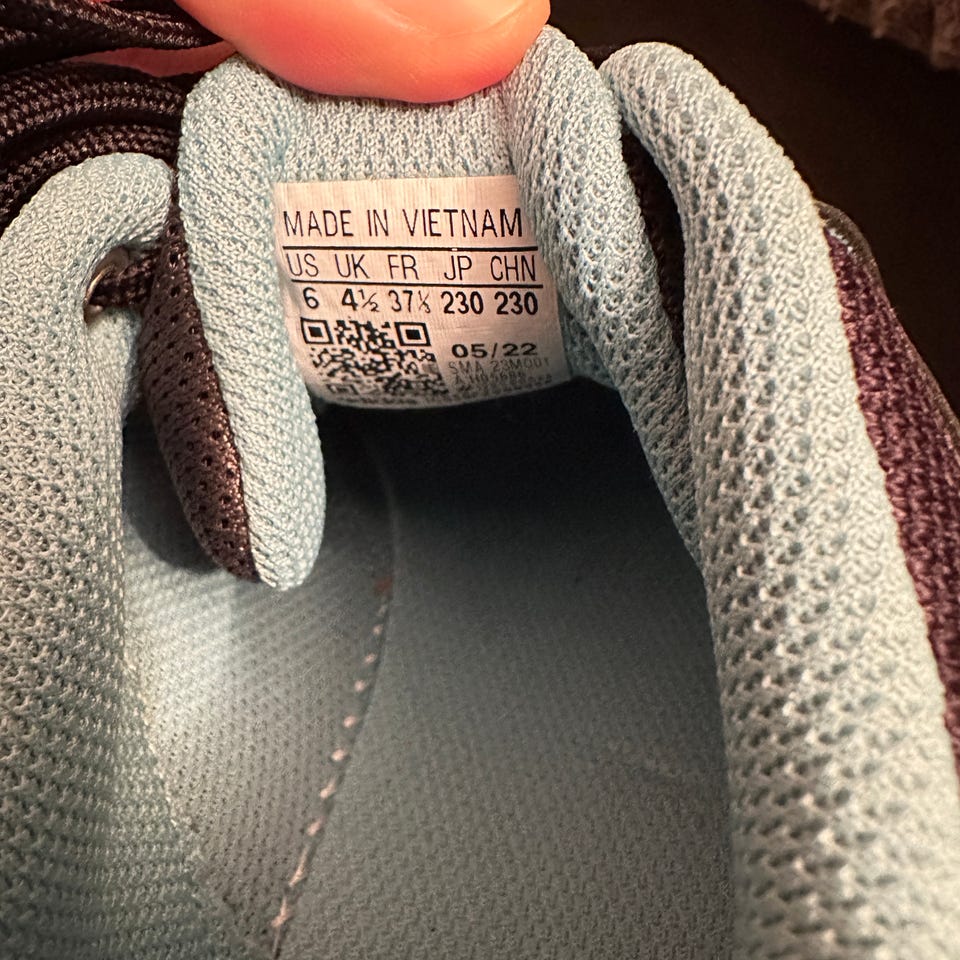 MADE IN VIETNAM
US UK FR JP CHN
6 4½ 37⅓ 230 230
05/22